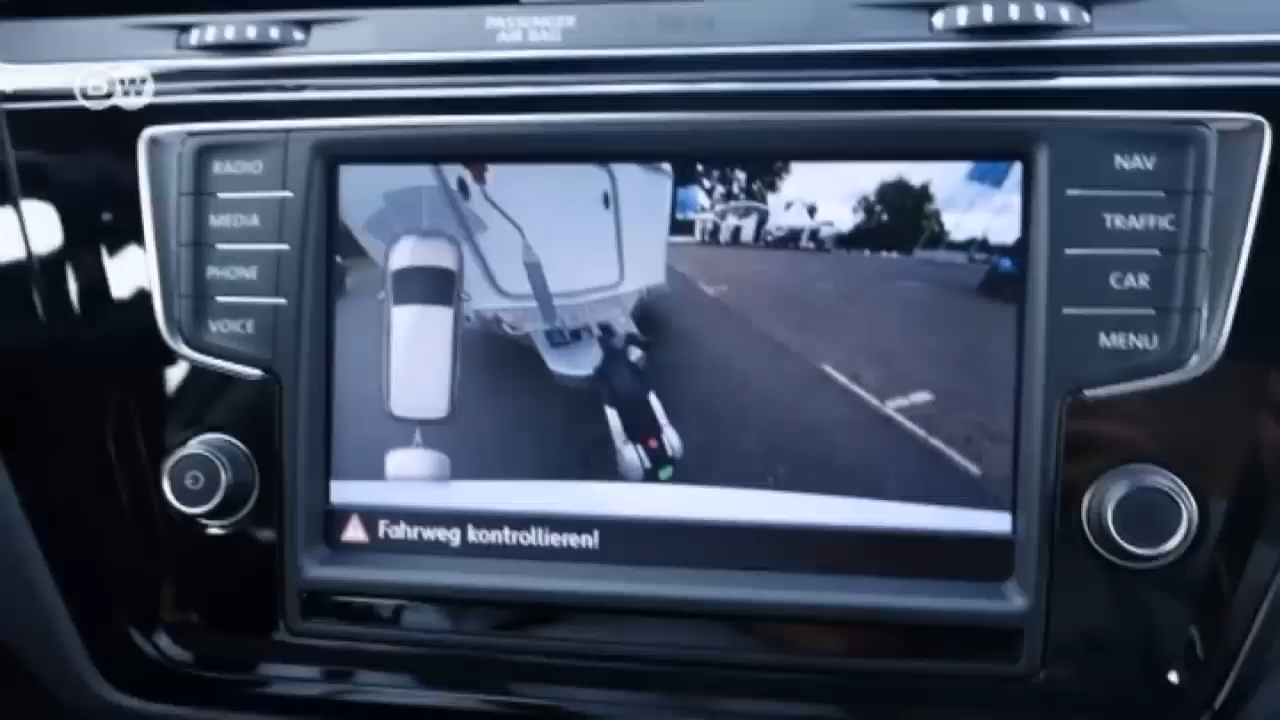 PASSENGER
AIR BAG
DW
RADIO
MEDIA
PHONE
VOICE
NAV
TRAFFIC
CAR
MENU
Fahrweg kontrollieren!